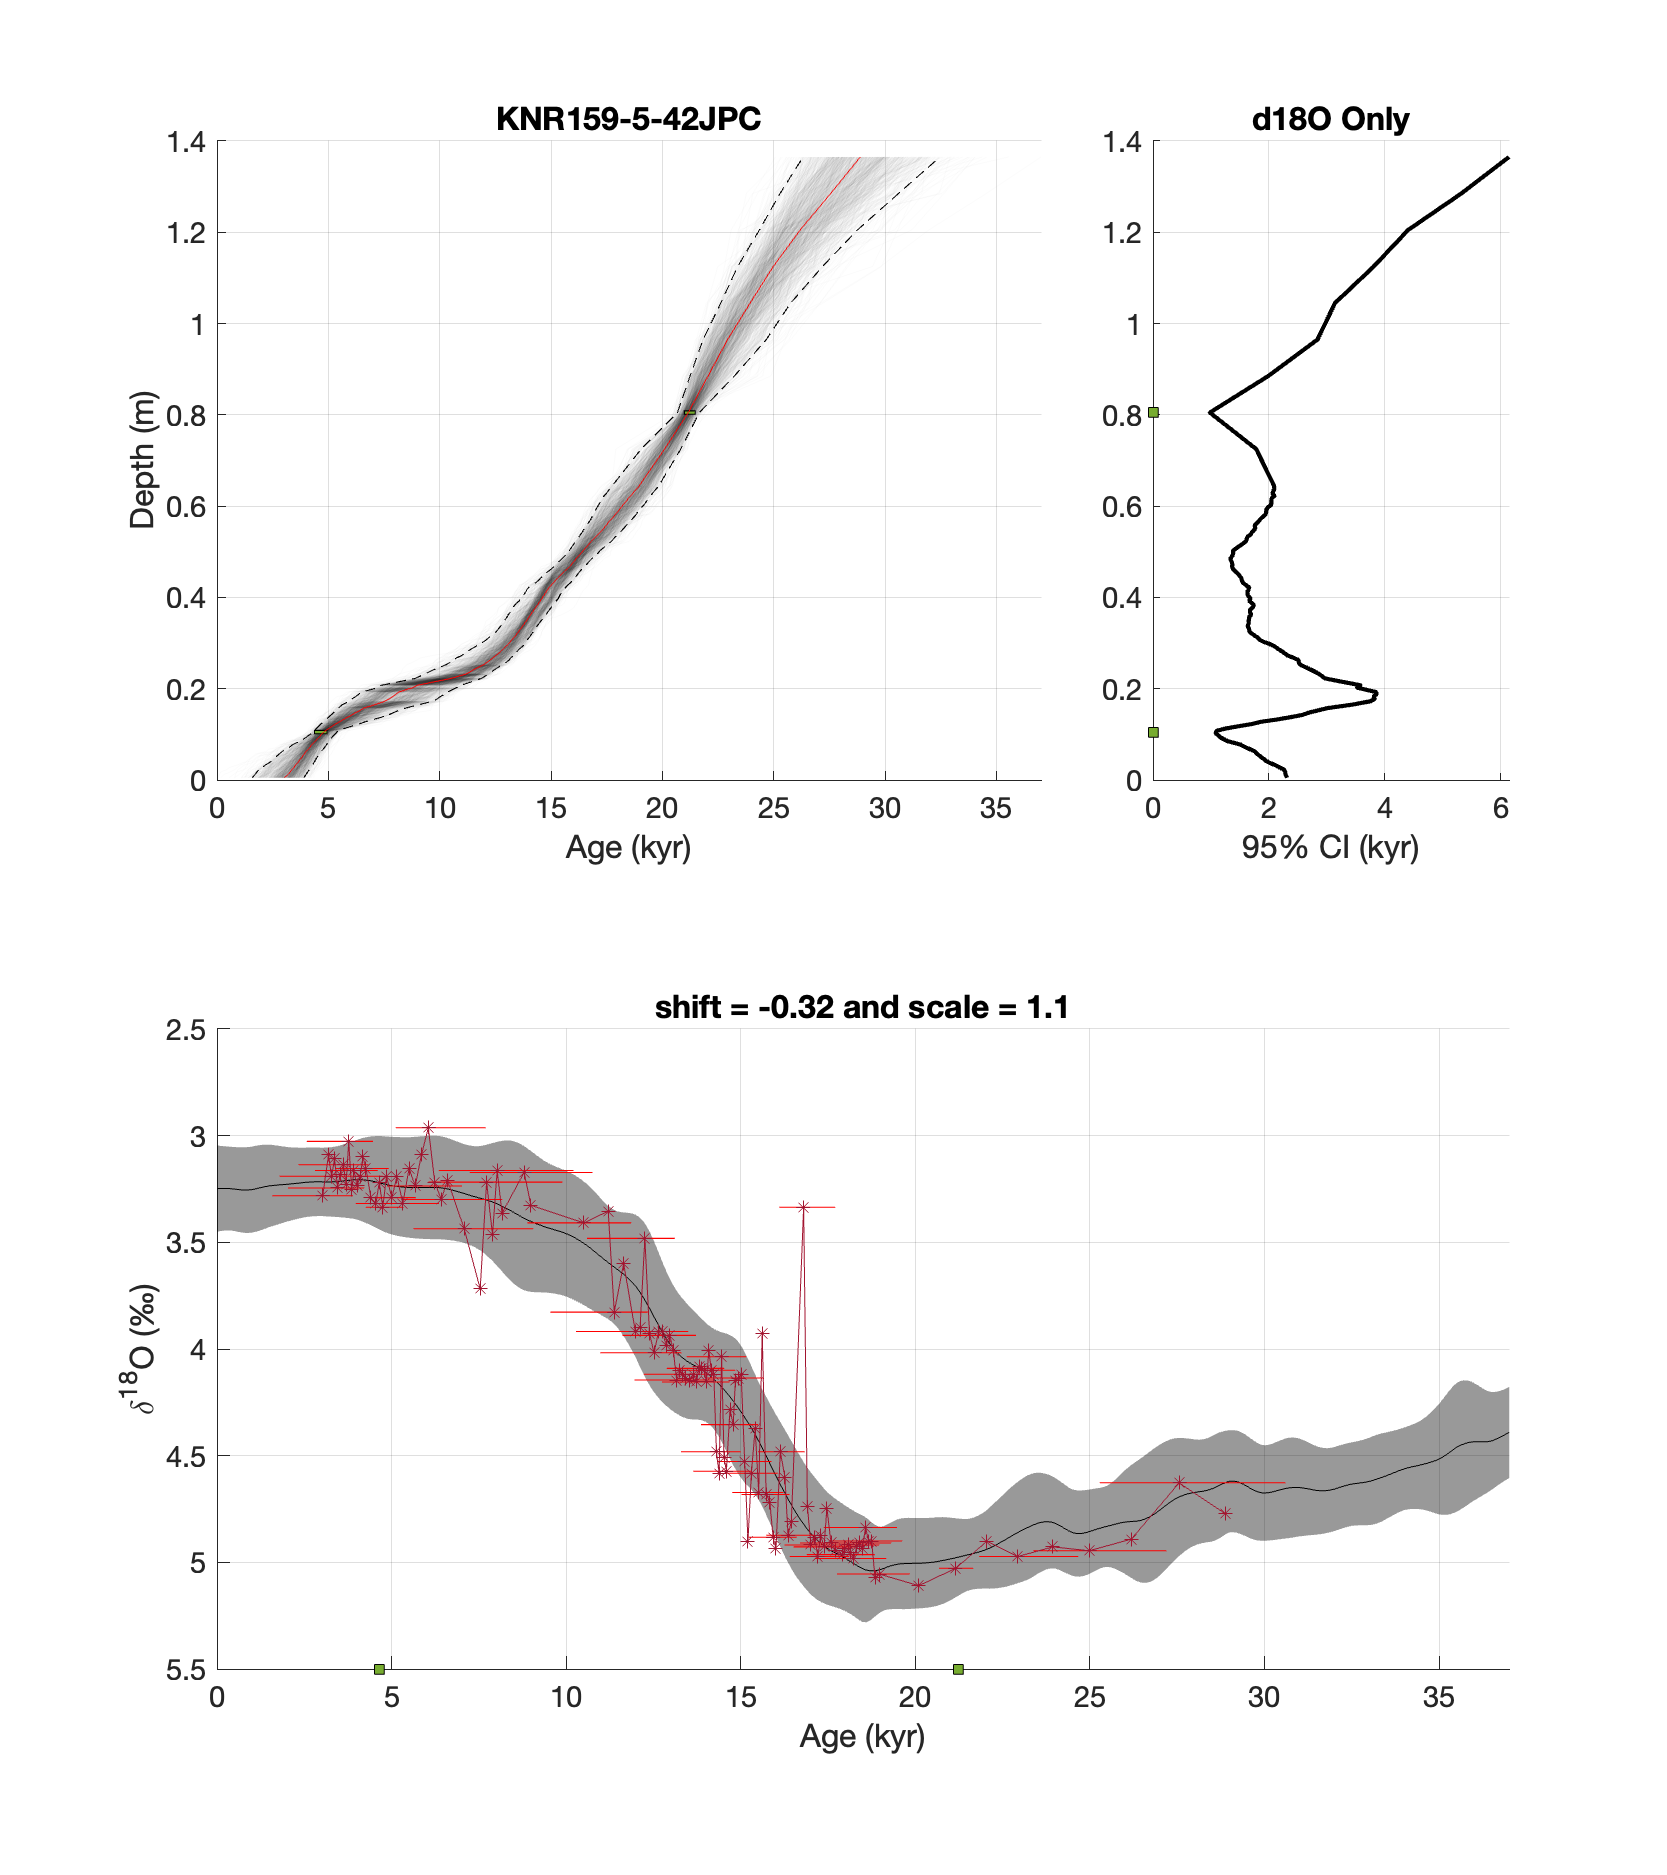 KNR159-5-42JPC
d18O Only
1.4
1.2
1
0.8
0.6
0.4
0.2
0
Depth (m)
0 5 10 15 20 25 30 35
Age (kyr)
1.4
1.2
1
0.8
0.6
0.4
0.2
0
0 2 4 6
95% CI (kyr)
shift = -0.32 and scale = 1.1
2.5
3
3.5
4
4.5
5
5.5
δ¹⁸O (‰)
0 5 10 15 20 25 30 35
Age (kyr)